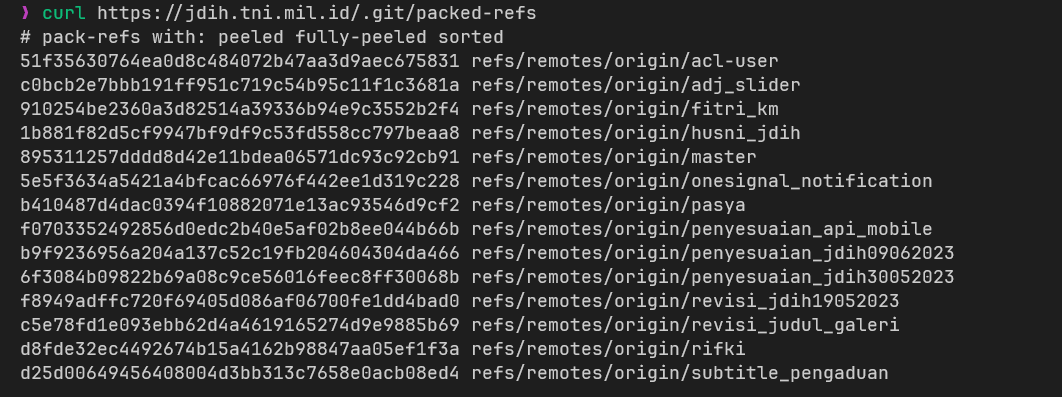 ❯ curl https://jdih.tni.mil.id/.git/packed-refs
# pack-refs with: peeled fully-peeled sorted
51f35630764ea0d8c484072b47aa3d9aec675831 refs/remotes/origin/acl-user
c0bcb2e7bbb191ff951c719c54b95c11f1c3681a refs/remotes/origin/adj_slider
910254be2360a3d82514a39336b94e9c3552b2f4 refs/remotes/origin/fitri_km
1b881f82d5cf9947bf9df9c53fd558cc797beaa8 refs/remotes/origin/husni_jdih
895311257dddd8d42e11bdea06571dc93c92cb91 refs/remotes/origin/master
5e5f3634a5421a4bfcac66976f442ee1d319c228 refs/remotes/origin/onesignal_notification
b410487d4dac0394f10882071e13ac93546d9cf2 refs/remotes/origin/pasya
f0703352492856d0edc2b40e5af02b8ee044b66b refs/remotes/origin/penyesuaian_api_mobile
b9f9236956a204a137c52c19fb204604304da466 refs/remotes/origin/penyesuaian_jdih09062023
6f3084b09822b69a08c9ce56016feec8ff30068b refs/remotes/origin/penyesuaian_jdih30052023
f8949adffc720f69405d086af06700fe1dd4bad0 refs/remotes/origin/revisi_jdih19052023
c5e78fd1e093ebb62d4a4619165274d9e9885b69 refs/remotes/origin/revisi_judul_galeri
d8fde32ec4492674b15a4162b98847aa05ef1f3a refs/remotes/origin/rifki
d25d00649456408004d3bb313c7658e0acb08ed4 refs/remotes/origin/subtitle_pengaduan